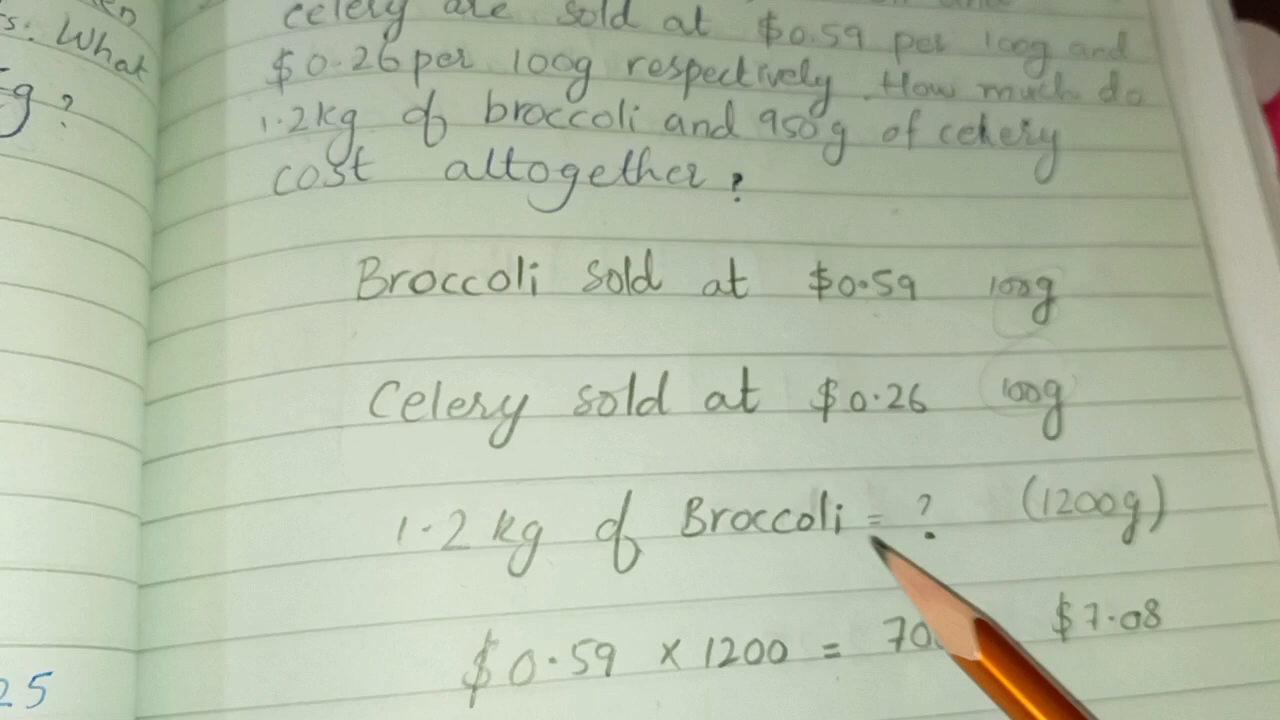 s. What
g ?
25
celery are sold at $0.59 per 100g and
$0.26 per 100g respectively. How much do
1.2kg of broccoli and 950g of celery
cost altogether?
Broccoli sold at $0.59 100g
Celery sold at $0.26 100g
1.2 kg of Broccoli = ? (1200g)
$0.59 x 1200 = 70 $7.08